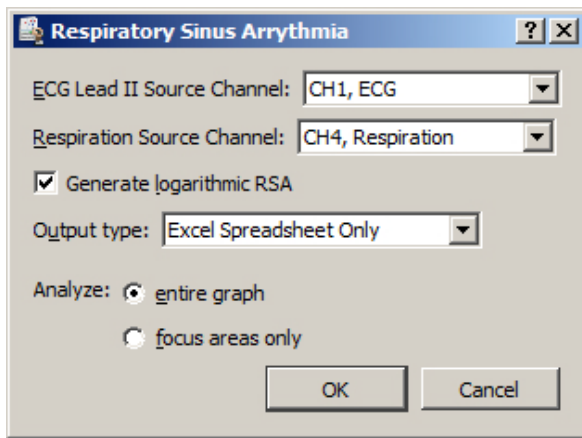 Respiratory Sinus Arrythmia
ECG Lead II Source Channel: CH1, ECG
Respiration Source Channel: CH4, Respiration
Generate logarithmic RSA
Output type: Excel Spreadsheet Only
Analyze: entire graph
focus areas only
OK Cancel